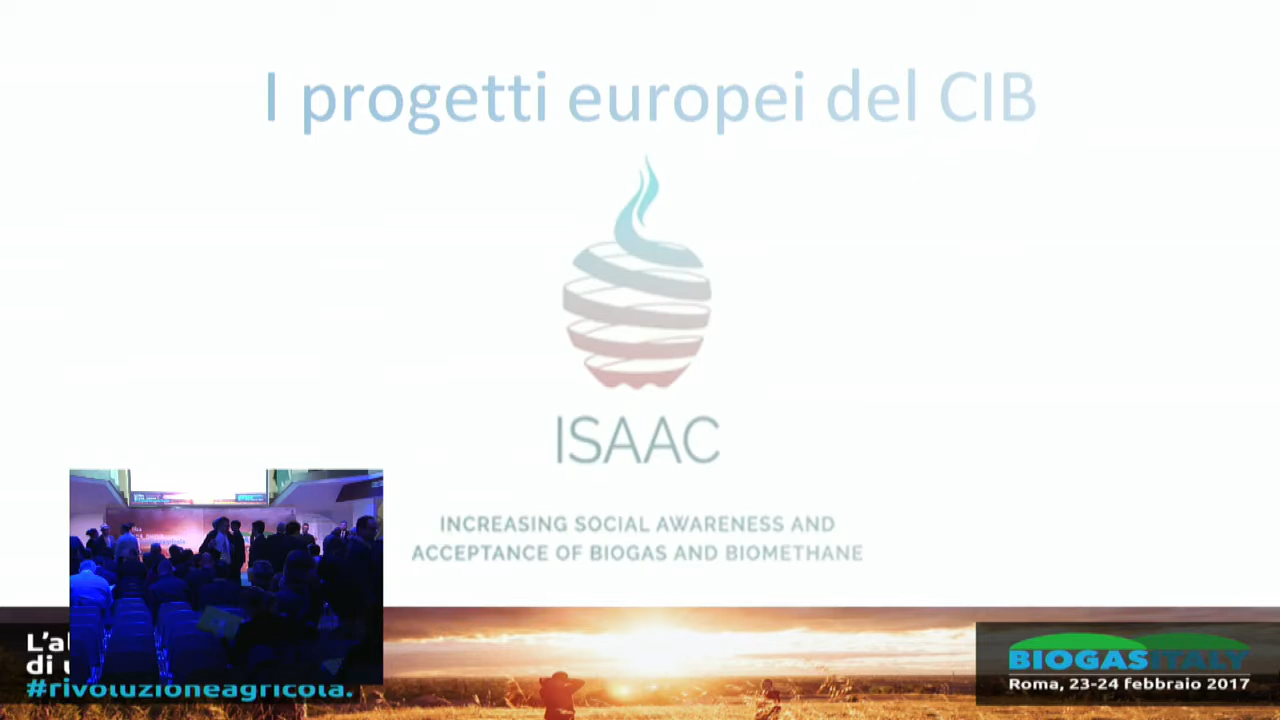 I progetti europei del CIB
ISAAC
INCREASING SOCIAL AWARENESS AND
ACCEPTANCE OF BIOGAS AND BIOMETHANE
L'al
di u
#rivoluzioneagricola.
BIOGASITALY
Roma, 23-24 febbraio 2017